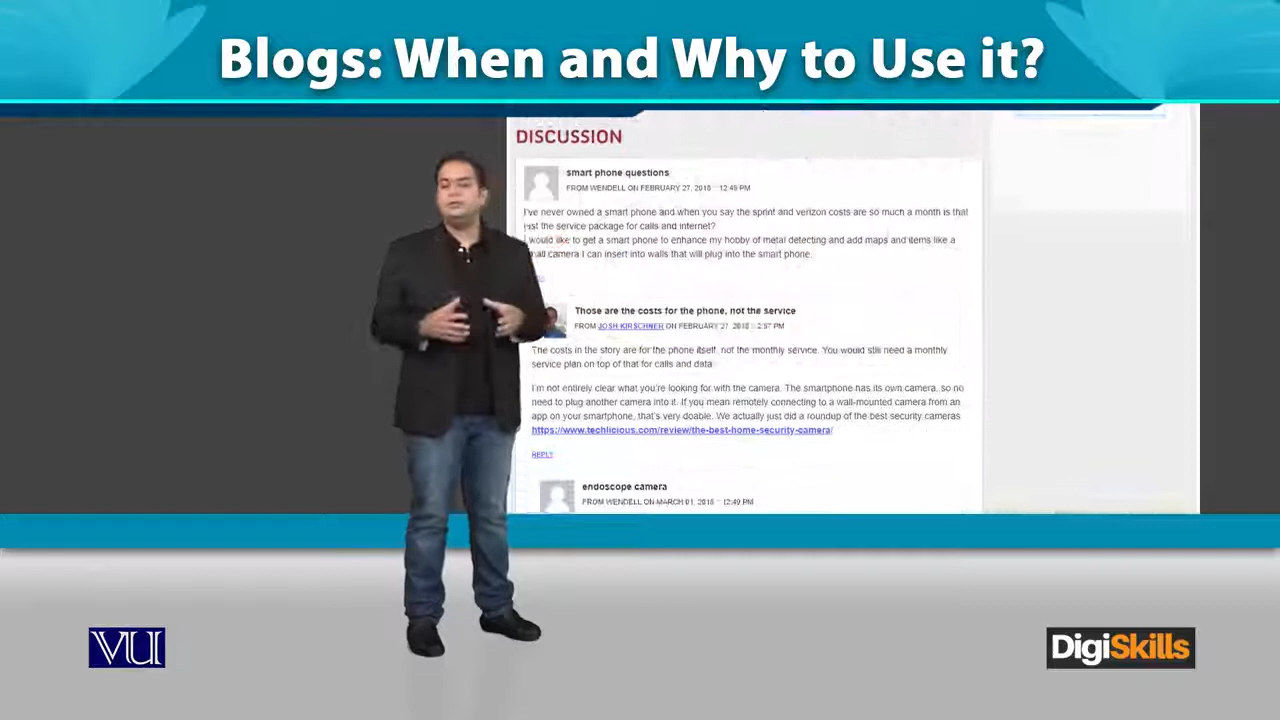 Blogs: When and Why to Use it?
DISCUSSION
smart phone questions
FROM WENDELL ON FEBRUARY 27, 2018 :: 12:49 PM
I've never owned a smart phone and when you say the sprint and verizon costs are so much a month is that
just the service package for calls and internet?
I would like to get a smart phone to enhance my hobby of metal detecting and add maps and items like a
small camera I can insert into walls that will plug into the smart phone.
Those are the costs for the phone, not the service
FROM JOSH KIRSCHNER ON FEBRUARY 27, 2018 :: 2:57 PM
The costs in the story are for the phone itself, not the monthly service. You would still need a monthly
service plan on top of that for calls and data.
I'm not entirely clear what you're looking for with the camera. The smartphone has its own camera, so no
need to plug another camera into it. If you mean remotely connecting to a wall-mounted camera from an
app on your smartphone, that's very doable. We actually just did a roundup of the best security cameras
https://www.techlicious.com/review/the-best-home-security-camera/
REPLY
endoscope camera
FROM WENDELL ON MARCH 01, 2018 :: 12:49 PM
VU
DigiSkills